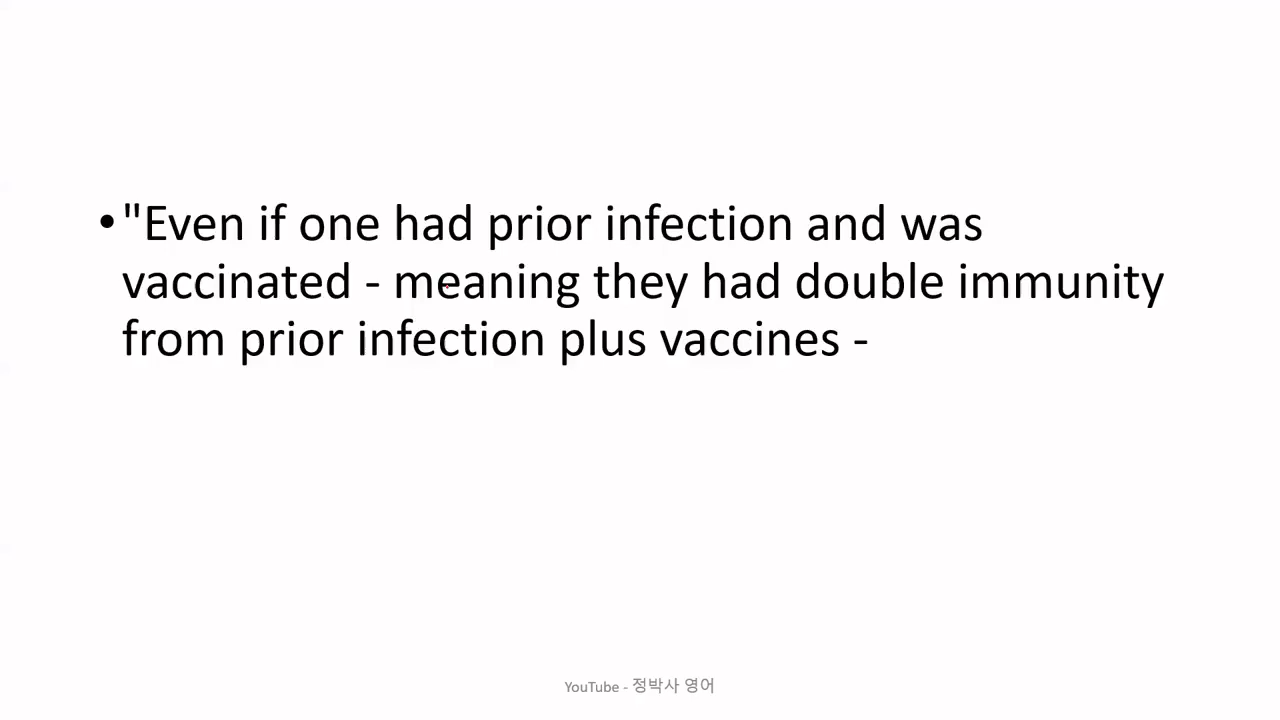 •"Even if one had prior infection and was
vaccinated - meaning they had double immunity
from prior infection plus vaccines -
YouTube - 정박사 영어